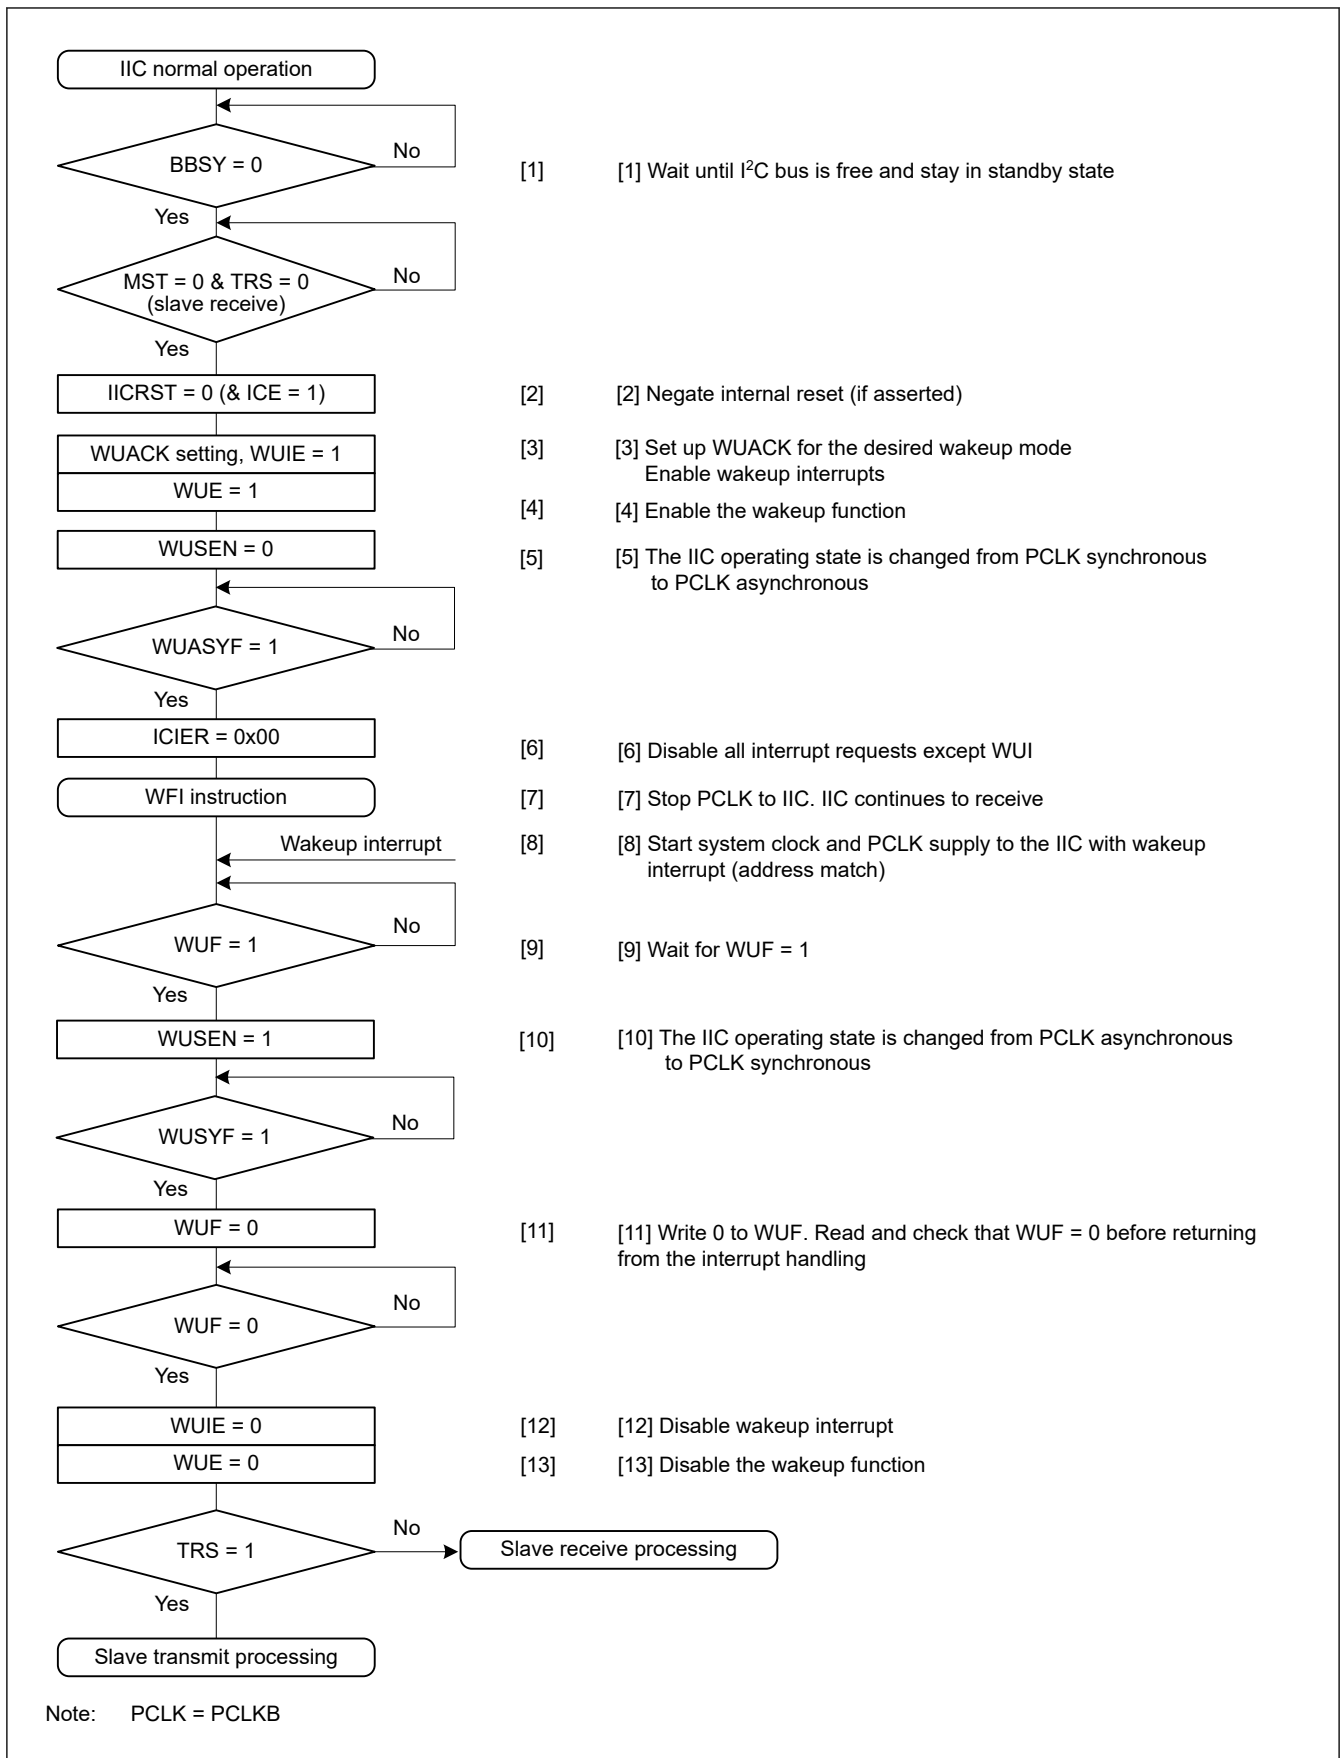 IIC normal operation
BBSY = 0
No
[1] [1] Wait until I²C bus is free and stay in standby state
Yes
MST = 0 & TRS = 0
(slave receive)
No
Yes
IICRST = 0 (& ICE = 1)
[2] [2] Negate internal reset (if asserted)
WUACK setting, WUIE = 1
[3] [3] Set up WUACK for the desired wakeup mode
Enable wakeup interrupts
WUE = 1
[4] [4] Enable the wakeup function
WUSEN = 0
[5] [5] The IIC operating state is changed from PCLK synchronous
to PCLK asynchronous
WUASYF = 1
No
Yes
ICIER = 0x00
[6] [6] Disable all interrupt requests except WUI
WFI instruction
[7] [7] Stop PCLK to IIC. IIC continues to receive
Wakeup interrupt
[8] [8] Start system clock and PCLK supply to the IIC with wakeup
interrupt (address match)
WUF = 1
No
[9] [9] Wait for WUF = 1
Yes
WUSEN = 1
[10] [10] The IIC operating state is changed from PCLK asynchronous
to PCLK synchronous
WUSYF = 1
No
Yes
WUF = 0
[11] [11] Write 0 to WUF. Read and check that WUF = 0 before returning
from the interrupt handling
WUF = 0
No
Yes
WUIE = 0
[12] [12] Disable wakeup interrupt
WUE = 0
[13] [13] Disable the wakeup function
TRS = 1
No
Slave receive processing
Yes
Slave transmit processing
Note: PCLK = PCLKB